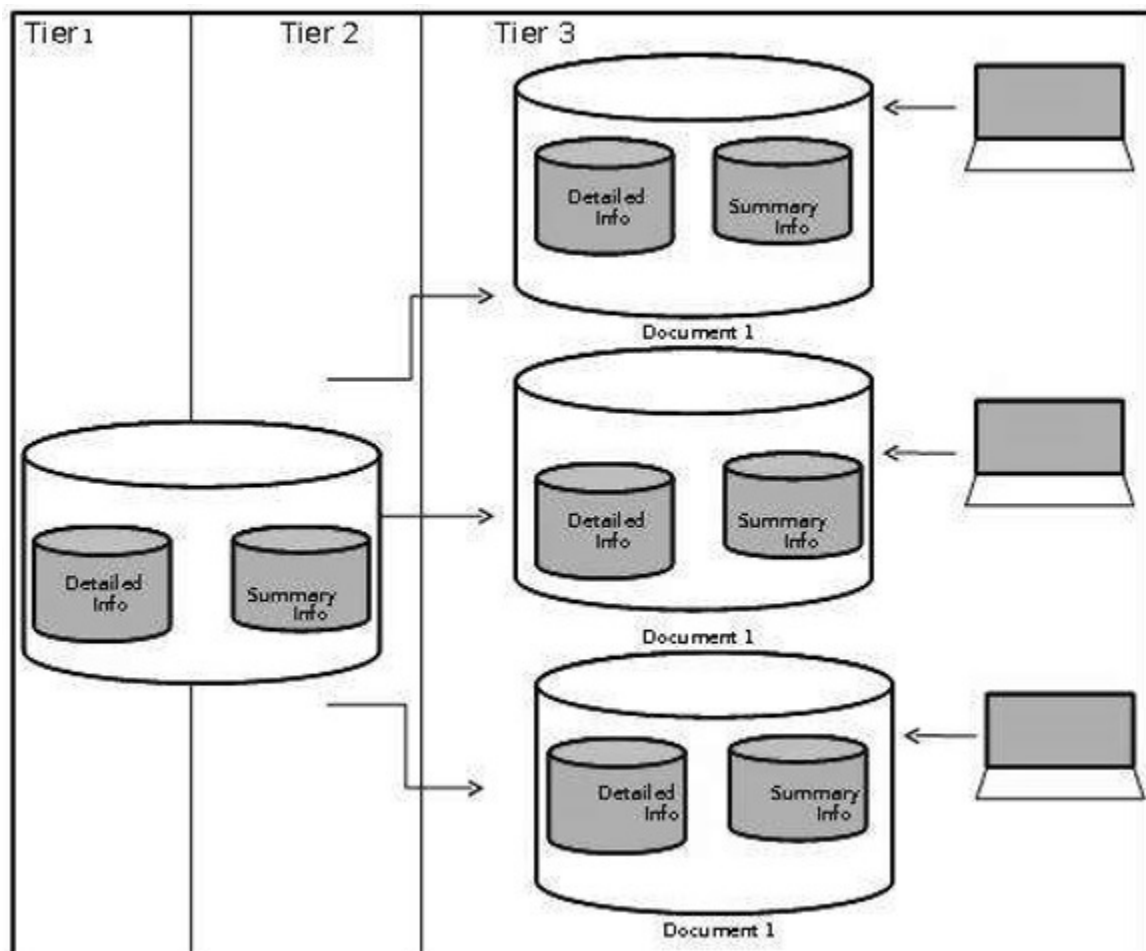 Tier 1
Tier 2
Tier 3
Detailed
Info
Summary
Info
Document 1
Detailed
Info
Summary
Info
Document 1
Detailed
Info
Summary
Info
Detailed
Info
Summary
Info
Document 1